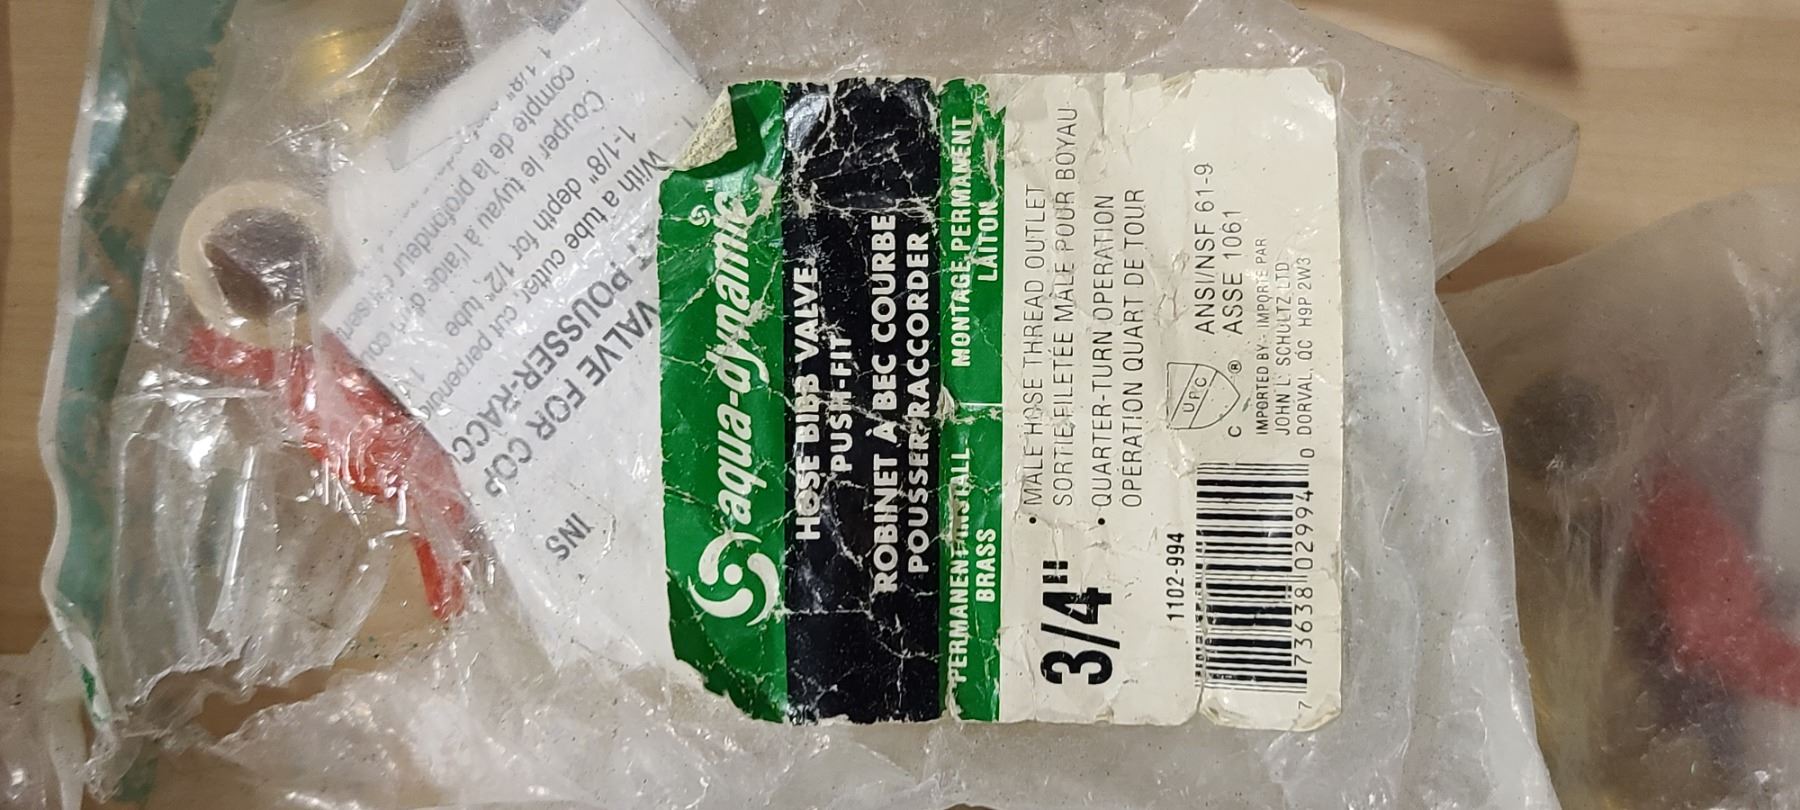 aqua-dynamic™
HOSE BIBB VALVE
PUSH-FIT
ROBINET À BEC COURBE
POUSSER-RACCORDER
PERMANENT INSTALL
BRASS
MONTAGE PERMANENT
LAITON
3/4"
• MALE HOSE THREAD OUTLET
SORTIE FILETÉE MÂLE POUR BOYAU
• QUARTER-TURN OPERATION
OPÉRATION QUART DE TOUR
1102-994
UPC
C ®
ANSI/NSF 61-9
ASSE 1061
IMPORTED BY - IMPORTÉ PAR
JOHN L. SCHULTZ LTD
DORVAL, QC H9P 2W3
7 73638 02994 0
INS
VALVE FOR COP
T POUSSER-RACCO
With a tube cutter, cut perpendic
1-1/8" depth for 1/2" tube
Couper le tuyau à l'aide d'un cou
compte de la profondeur d'insert